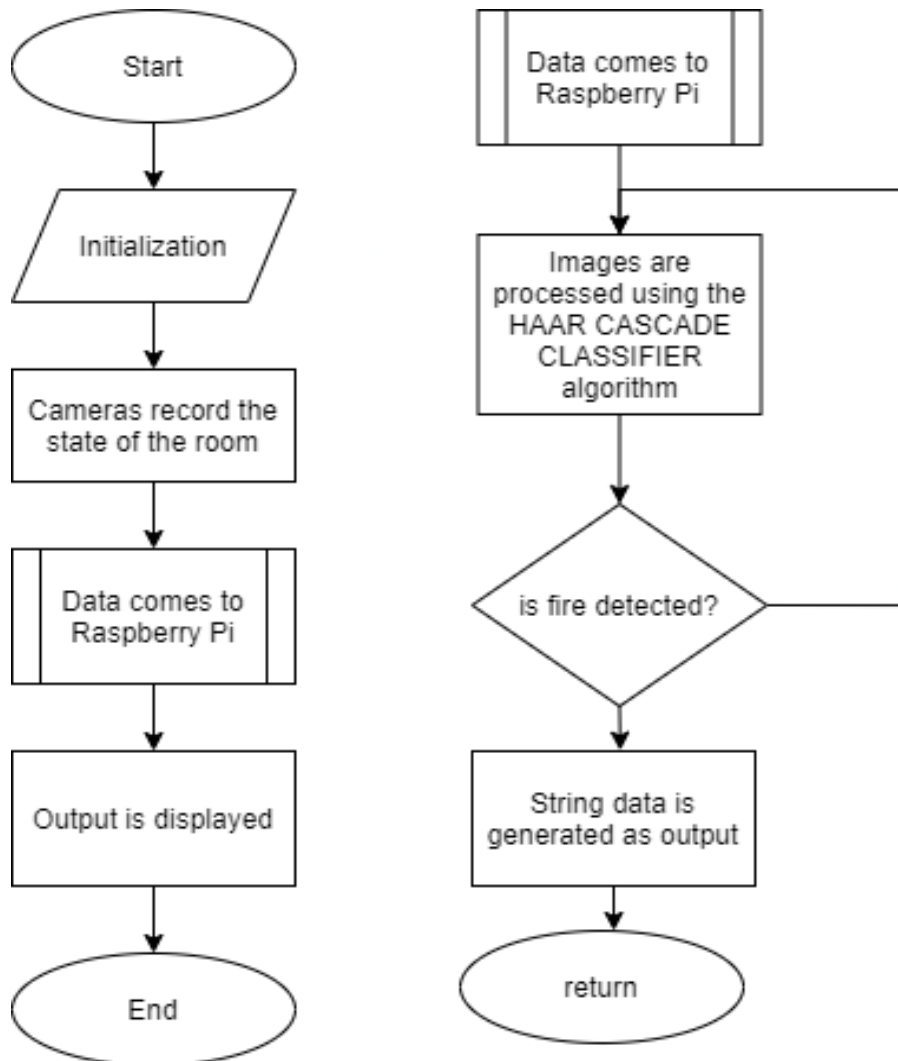 Start
Initialization
Cameras record the
state of the room
Data comes to
Raspberry Pi
Output is displayed
End
Data comes to
Raspberry Pi
Images are
processed using the
HAAR CASCADE
CLASSIFIER
algorithm
is fire detected?
String data is
generated as output
return